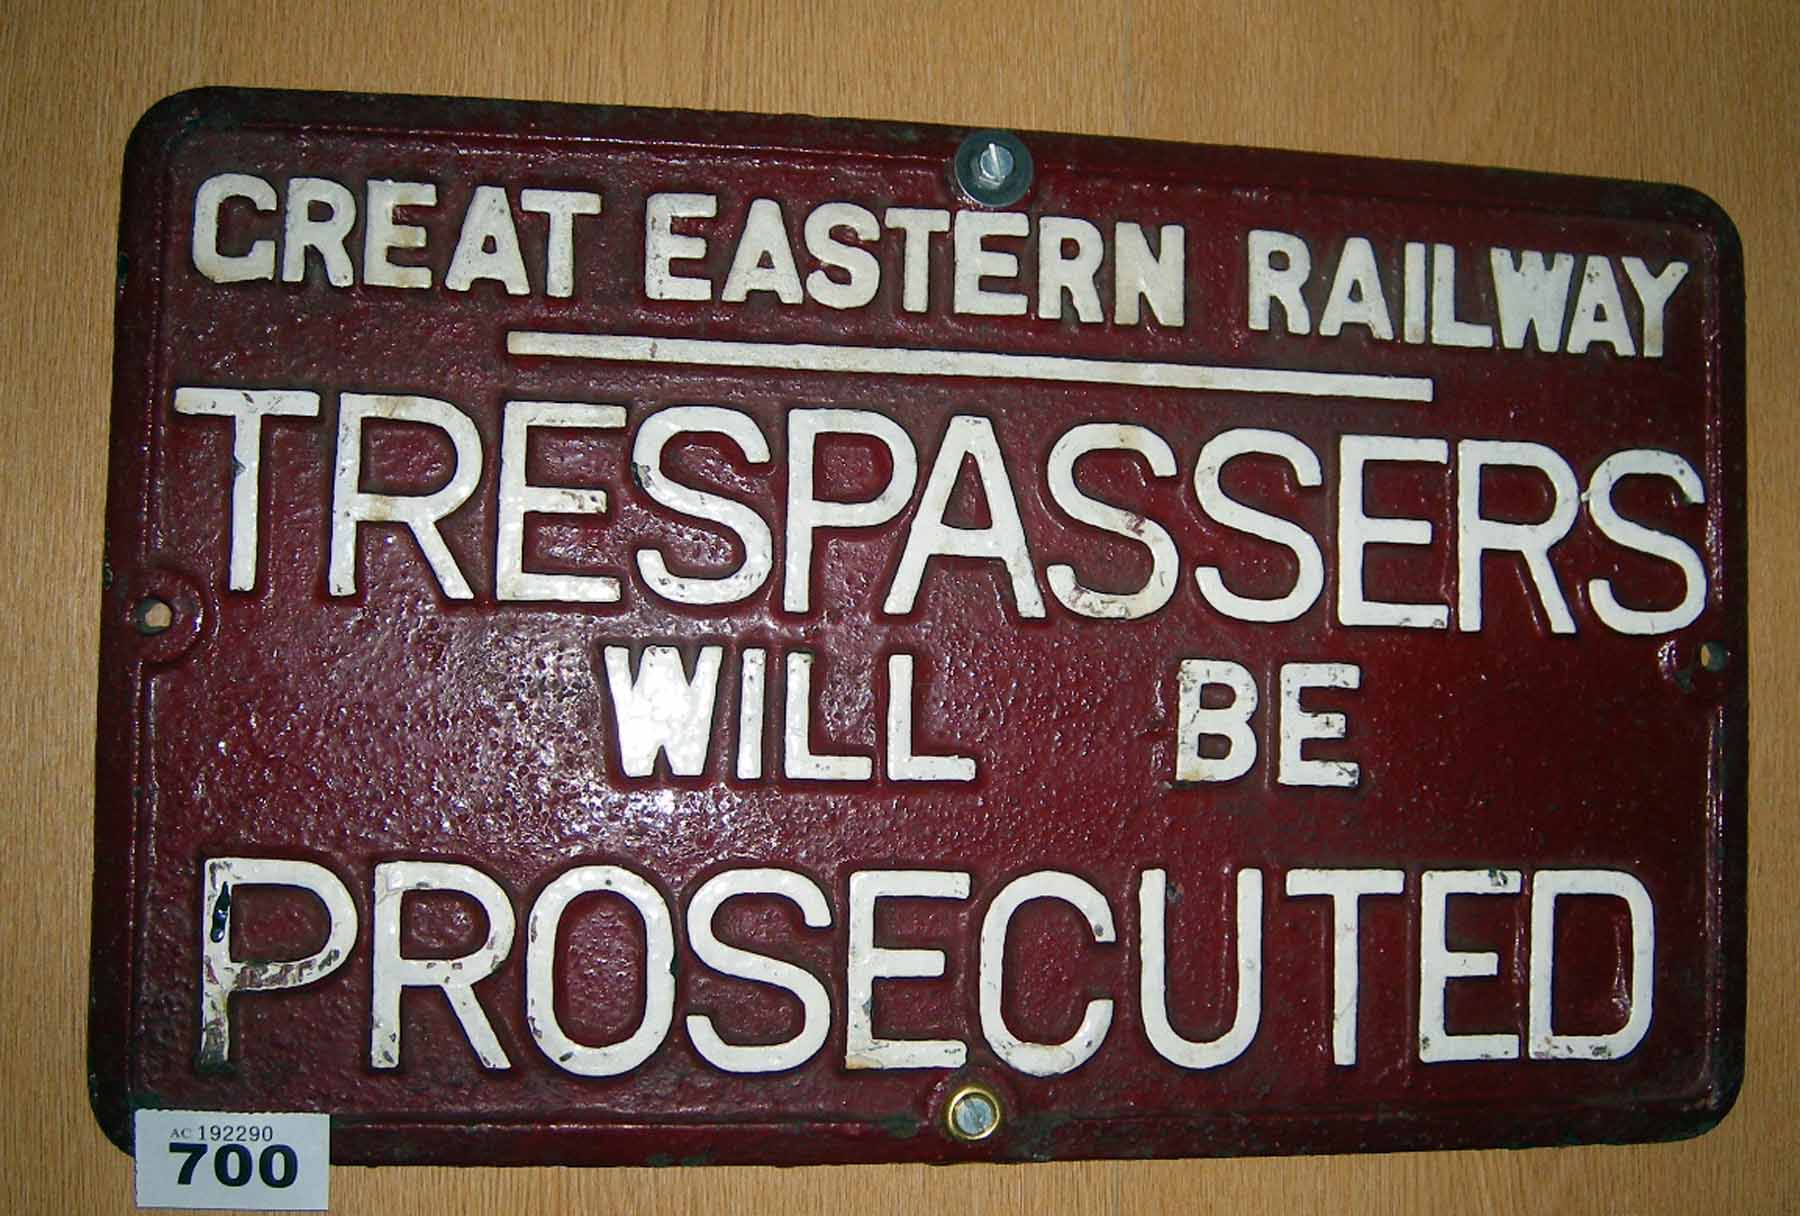 GREAT EASTERN RAILWAY
TRESPASSERS
WILL BE
PROSECUTED
AC 192290
700